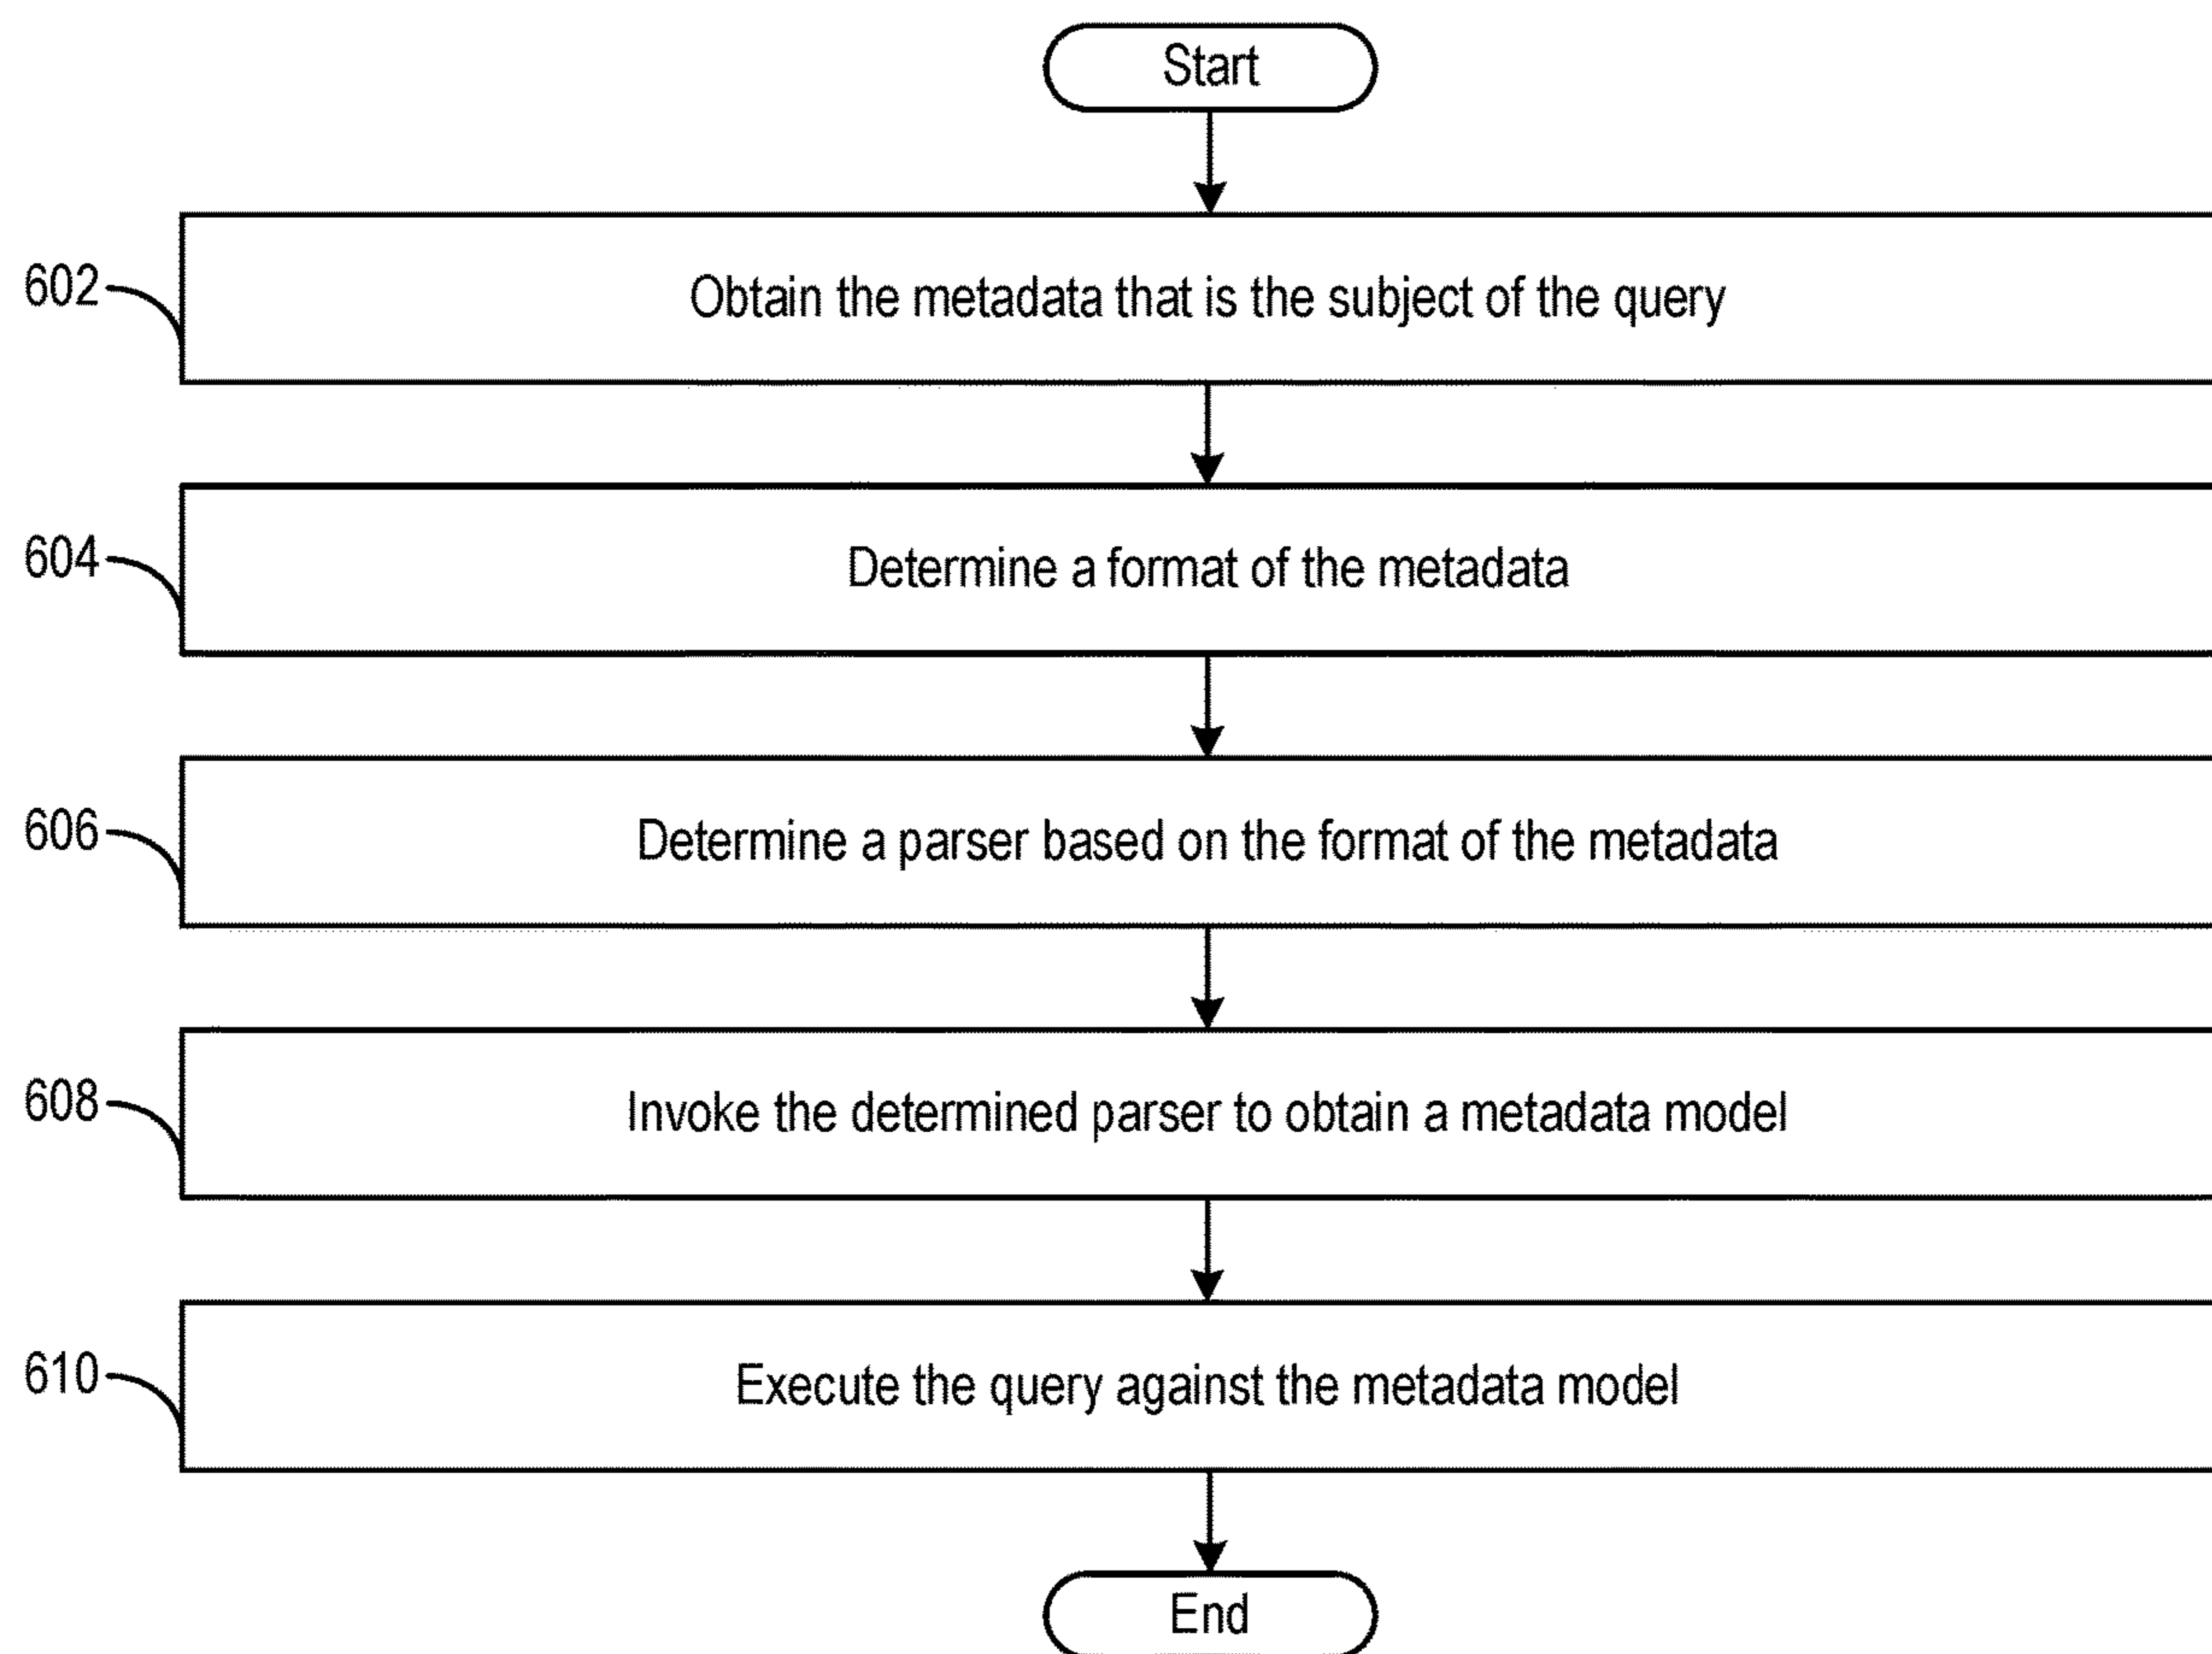 Start
602
Obtain the metadata that is the subject of the query
604
Determine a format of the metadata
606
Determine a parser based on the format of the metadata
608
Invoke the determined parser to obtain a metadata model
610
Execute the query against the metadata model
End